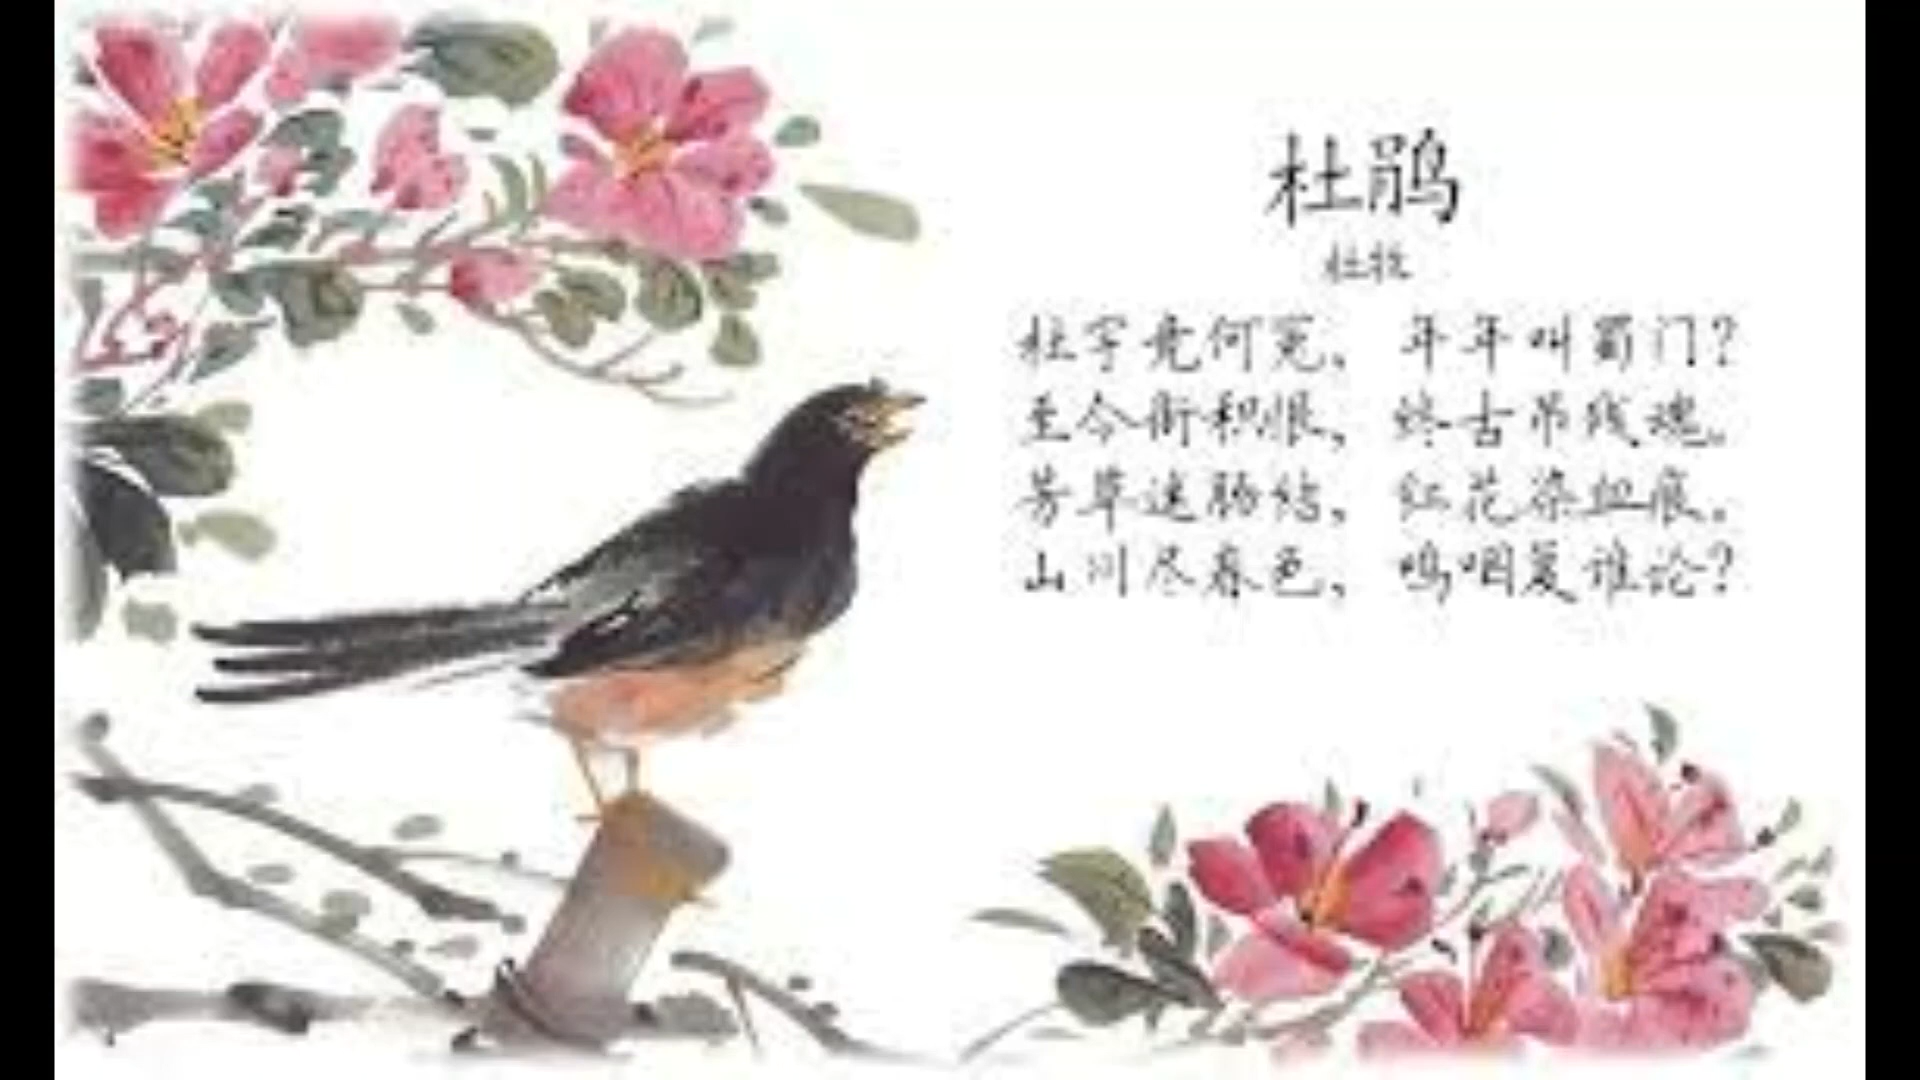 杜鹃
杜牧
杜宇竟何冤，年年叫蜀门？
至今衔积恨，终古吊残魂。
芳草迷肠结，红花染血痕。
山川尽春色，呜咽复谁论？